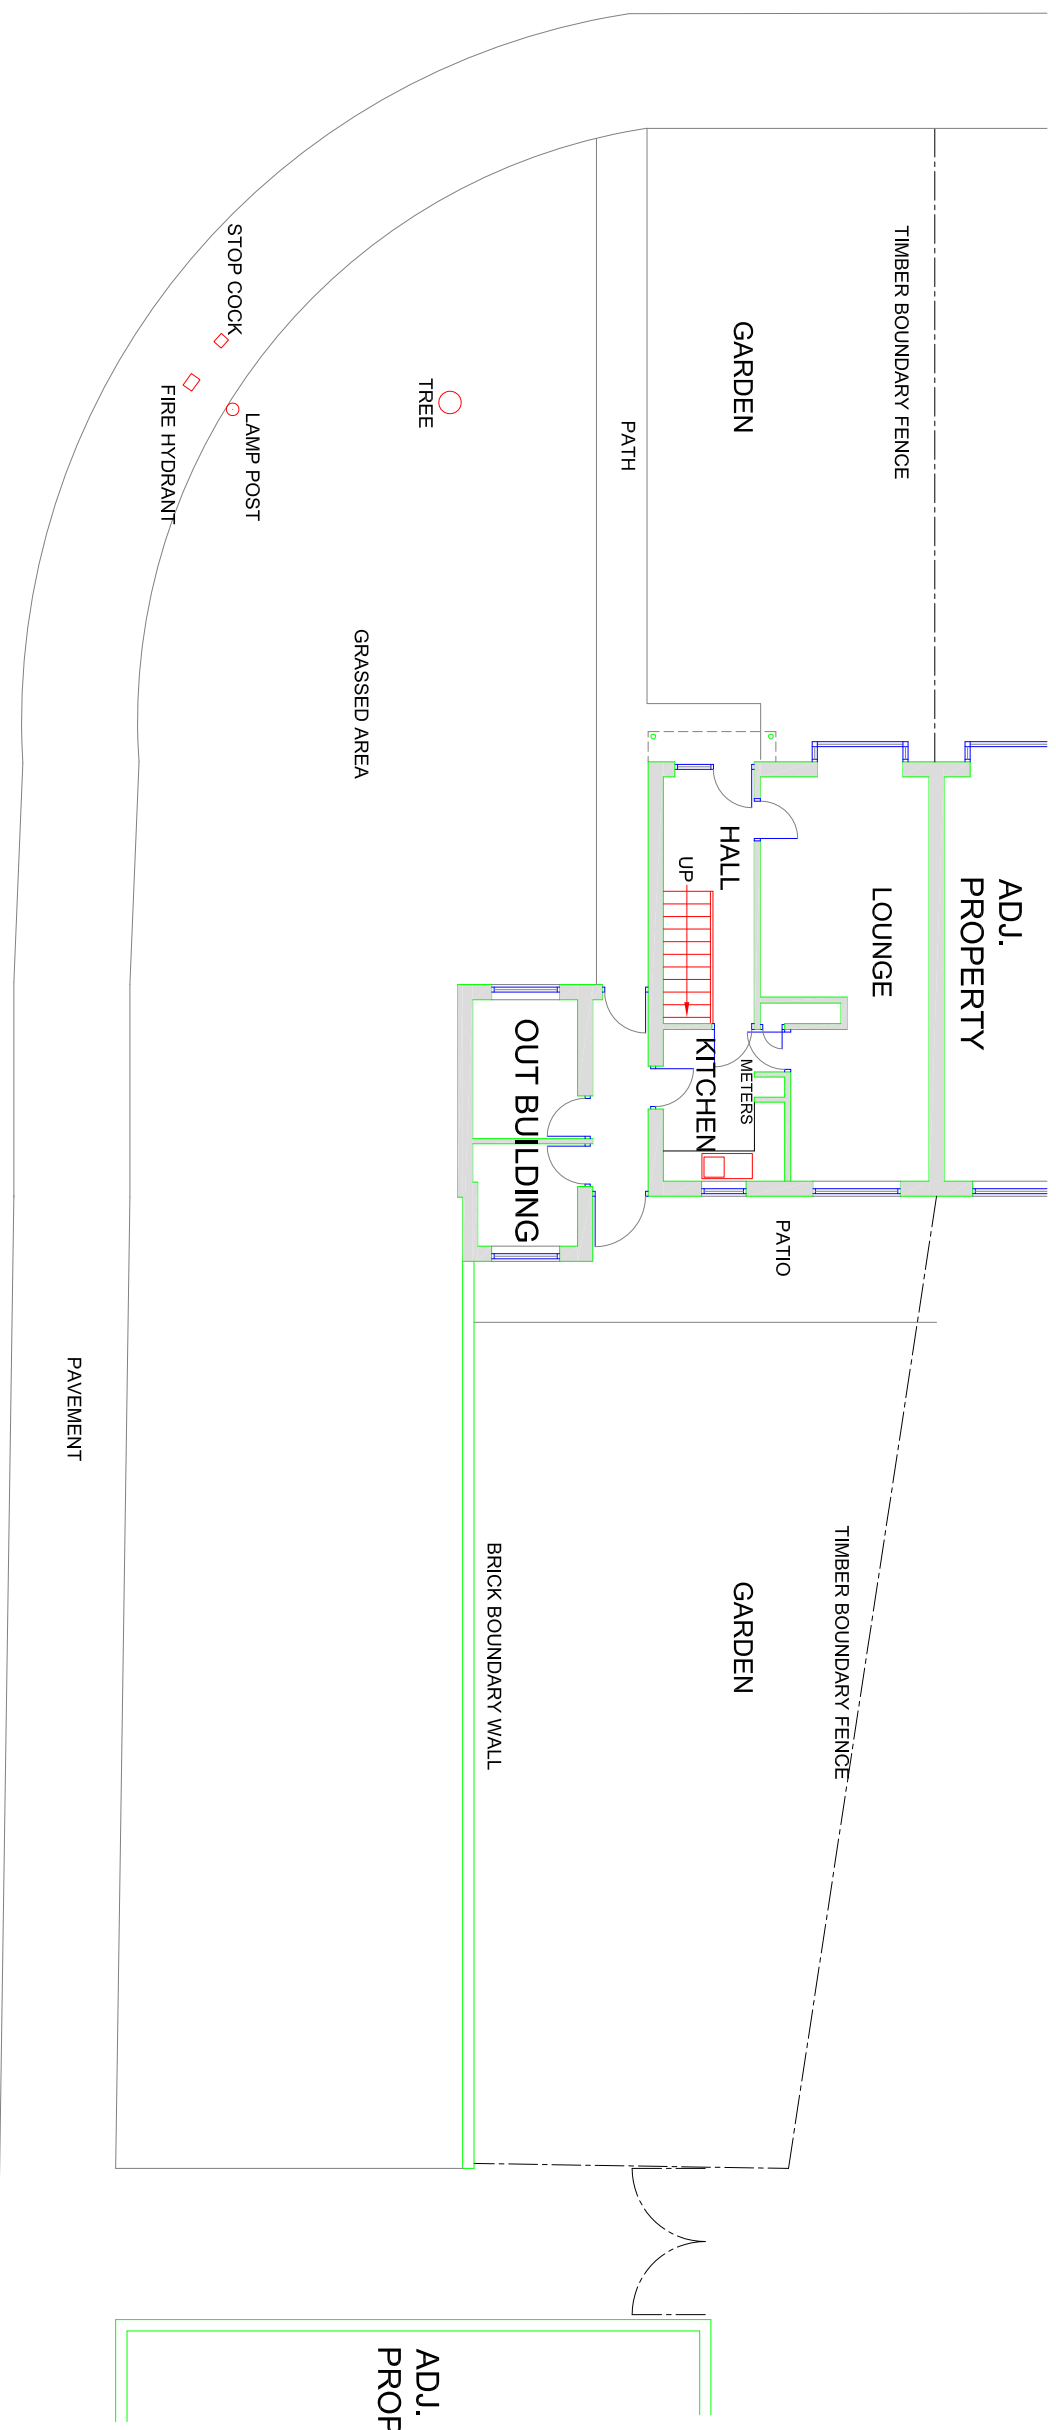 STOP COCK
FIRE HYDRANT
LAMP POST
TREE
PATH
GARDEN
TIMBER BOUNDARY FENCE
GRASSED AREA
HALL
UP
LOUNGE
ADJ.
PROPERTY
OUT BUILDING
KITCHEN
METERS
PATIO
PAVEMENT
BRICK BOUNDARY WALL
GARDEN
TIMBER BOUNDARY FENCE
ADJ.
PROP